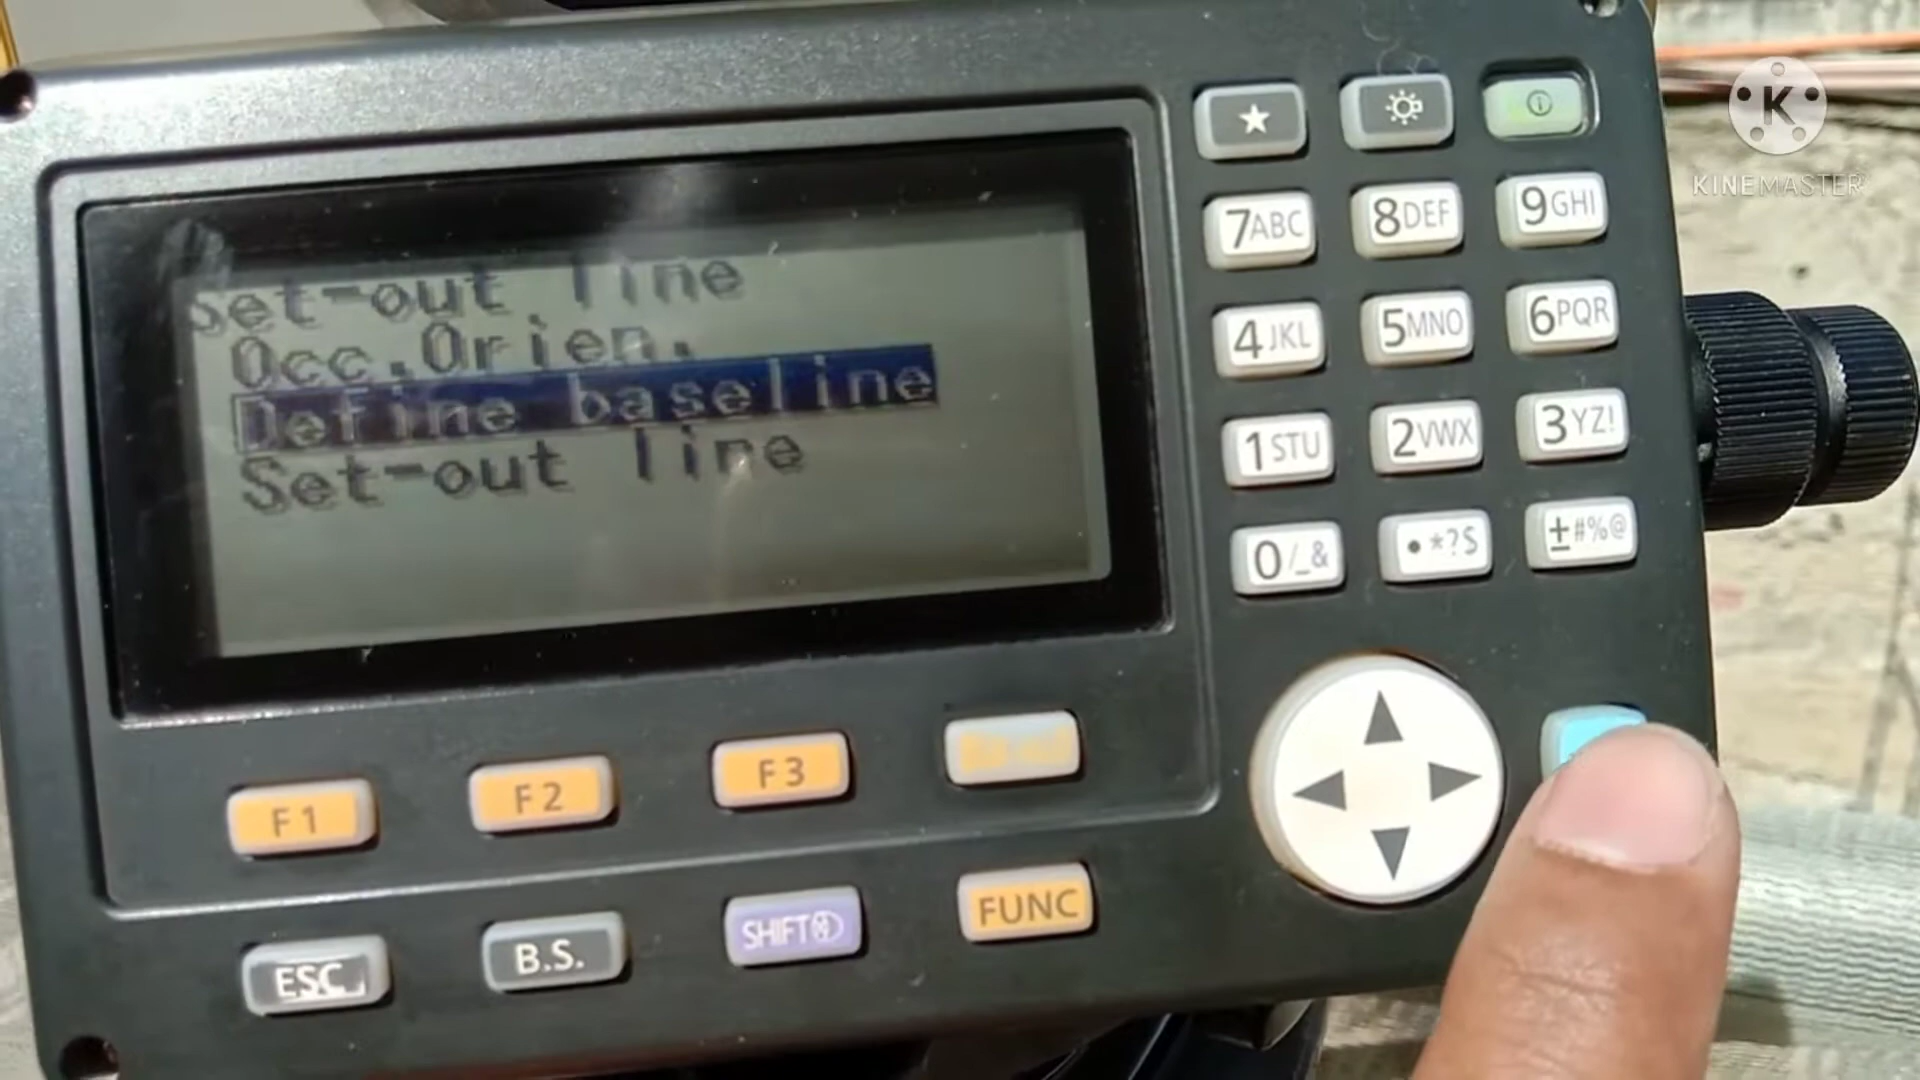 Set-out line
Occ.Orien.
Define baseline
Set-out line
★
7ABC 8DEF 9GHI
4JKL 5MNO 6PQR
1STU 2VWX 3YZ!
0/_& •*?$ ±#%@
F1 F2 F3
ESC B.S. SHIFT FUNC
K
KINEMASTER